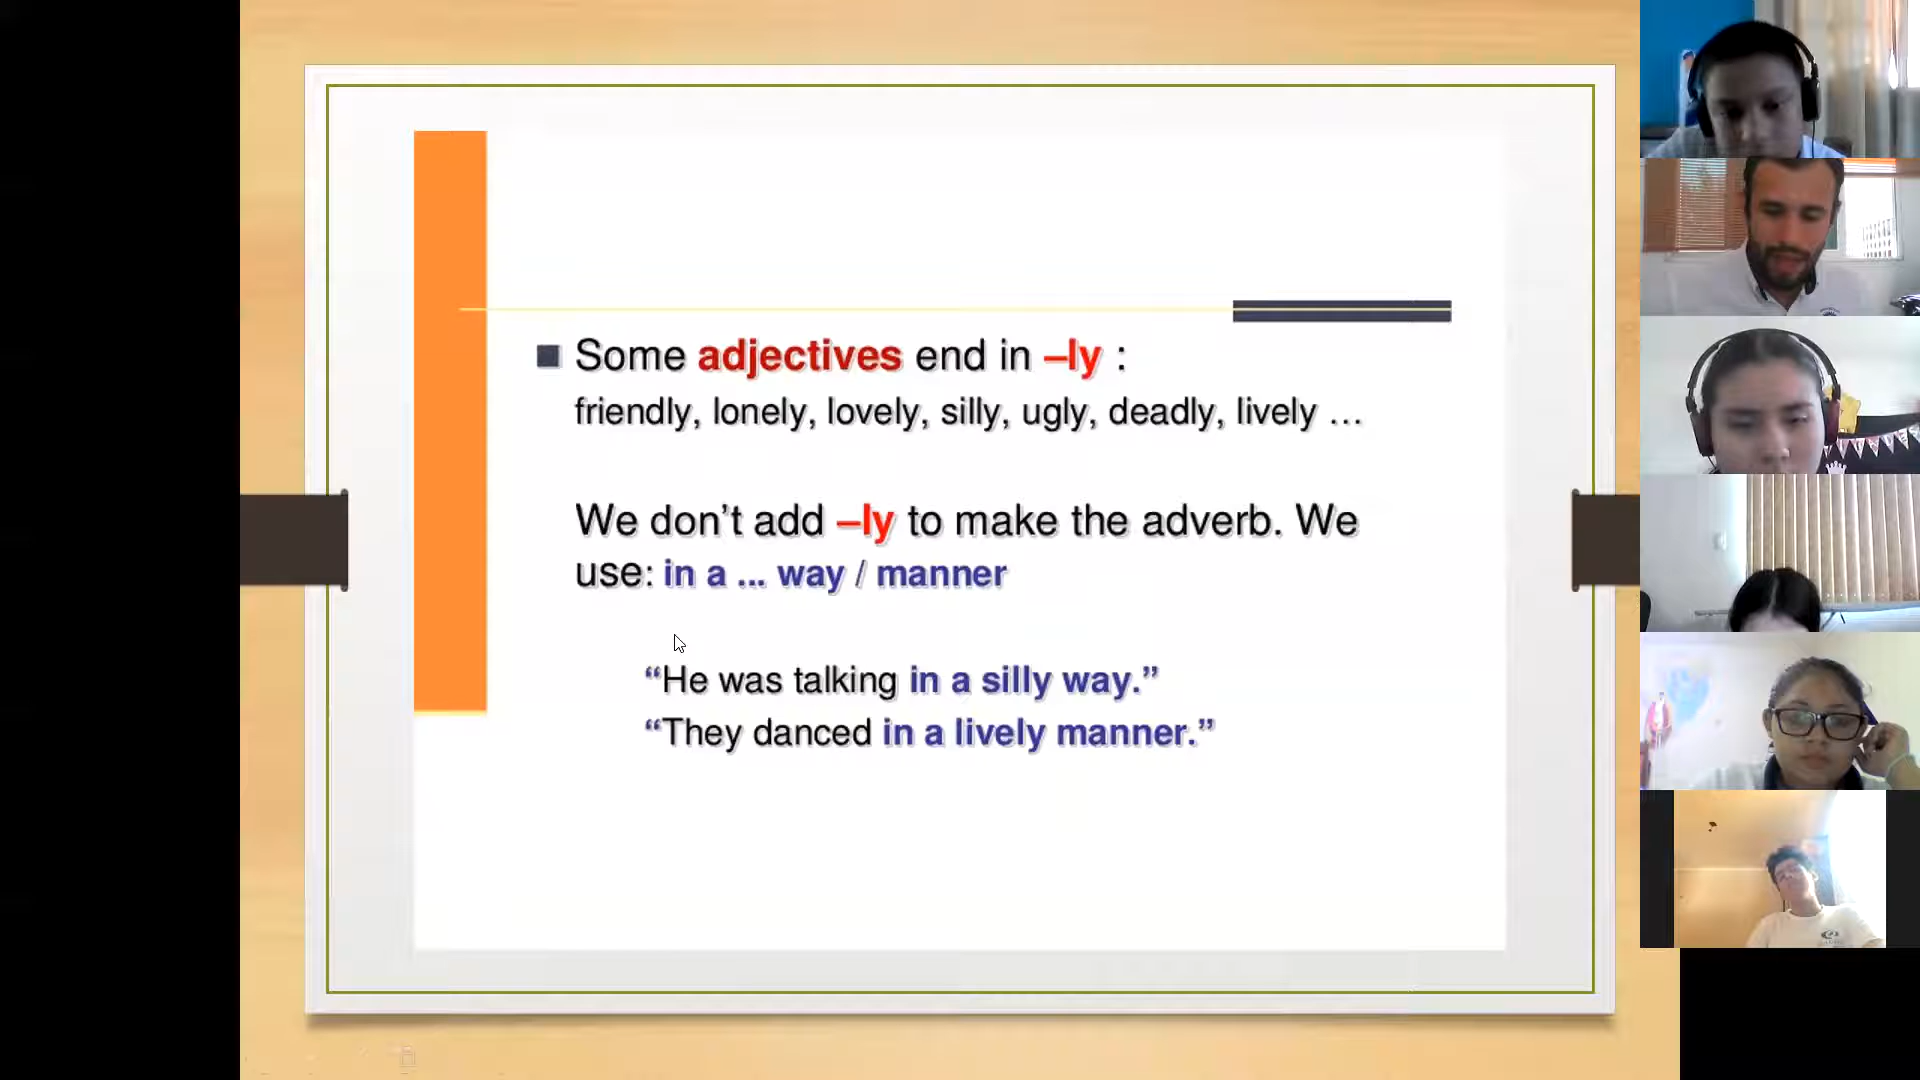 Some adjectives end in –ly :
friendly, lonely, lovely, silly, ugly, deadly, lively …
We don’t add –ly to make the adverb. We
use: in a ... way / manner
“He was talking in a silly way.”
“They danced in a lively manner.”